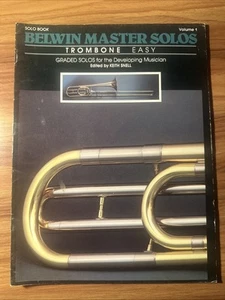 SOLO BOOK Volume 1
BELWIN MASTER SOLOS
TROMBONE EASY
GRADED SOLOS for the Developing Musician
Edited by KEITH SNELL